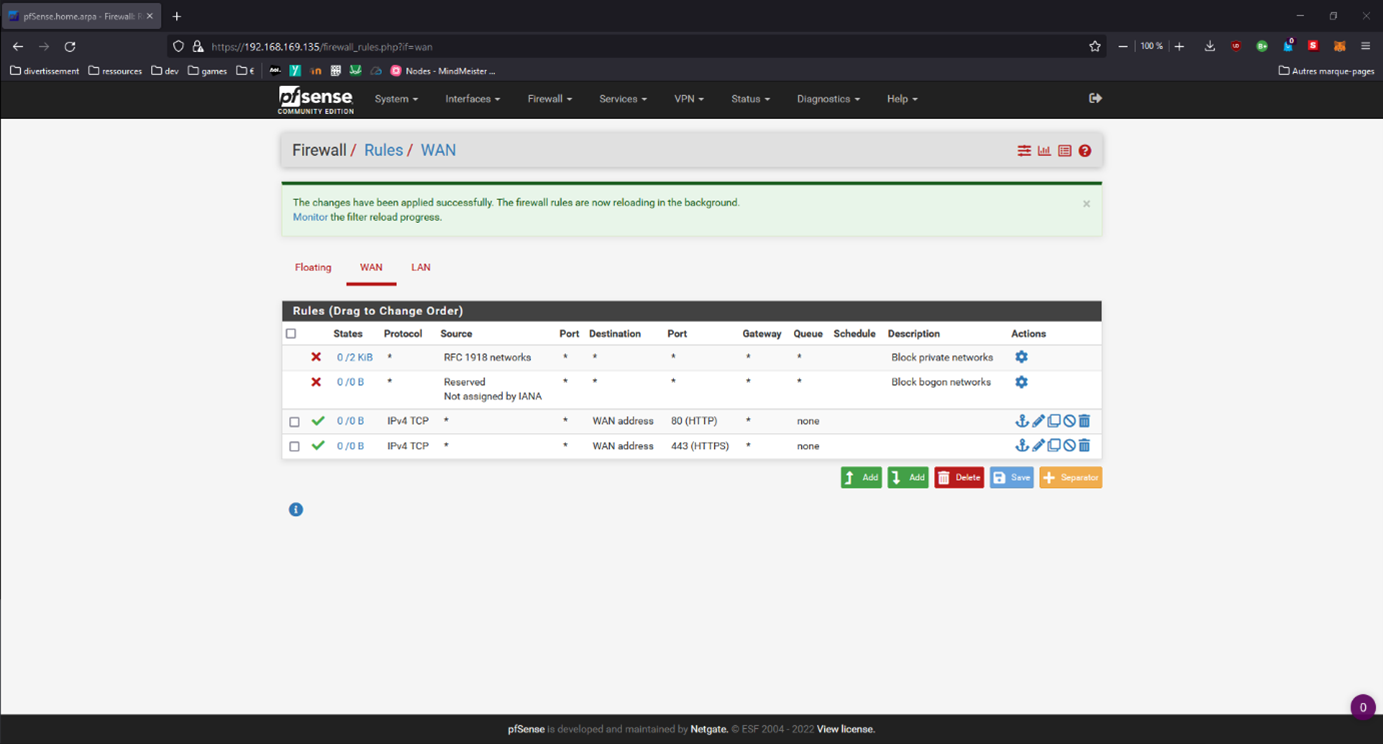 pfSense.home.arpa - Firewall: R
https://192.168.169.135/firewall_rules.php?if=wan
100 %
divertissement ressources dev games € Nodes - MindMeister ... Autres marque-pages
pfsense COMMUNITY EDITION
System Interfaces Firewall Services VPN Status Diagnostics Help
Firewall / Rules / WAN
The changes have been applied successfully. The firewall rules are now reloading in the background.
Monitor the filter reload progress.
Floating WAN LAN
Rules (Drag to Change Order)
States Protocol Source Port Destination Port Gateway Queue Schedule Description Actions
0 /2 KiB * RFC 1918 networks * * * * * Block private networks
0 /0 B * Reserved * * * * * Block bogon networks
Not assigned by IANA
0 /0 B IPv4 TCP * * WAN address 80 (HTTP) * none
0 /0 B IPv4 TCP * * WAN address 443 (HTTPS) * none
Add Add Delete Save Separator
pfSense is developed and maintained by Netgate. © ESF 2004 - 2022 View license.
0